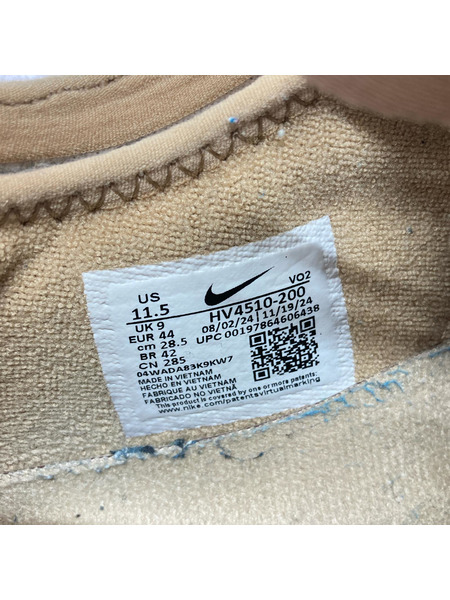 US
11.5
UK 9
EUR 44
cm 28.5
BR 42
CN 285
VO2
HV4510-200
08/02/24 | 11/19/24
UPC 00197864606438
04WADA83K9KW7
MADE IN VIETNAM
HECHO EN VIETNAM
FABRIQUE AU VIETNAM
FABRICADO NO VIETNÃ
This product is covered by one or more patents:
www.nike.com/patentsvirtualmarking